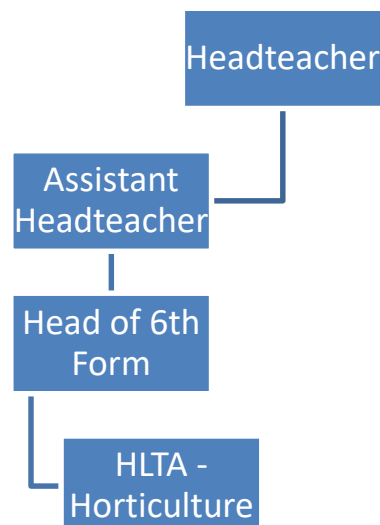 Headteacher
Assistant
Headteacher
Head of 6th
Form
HLTA -
Horticulture